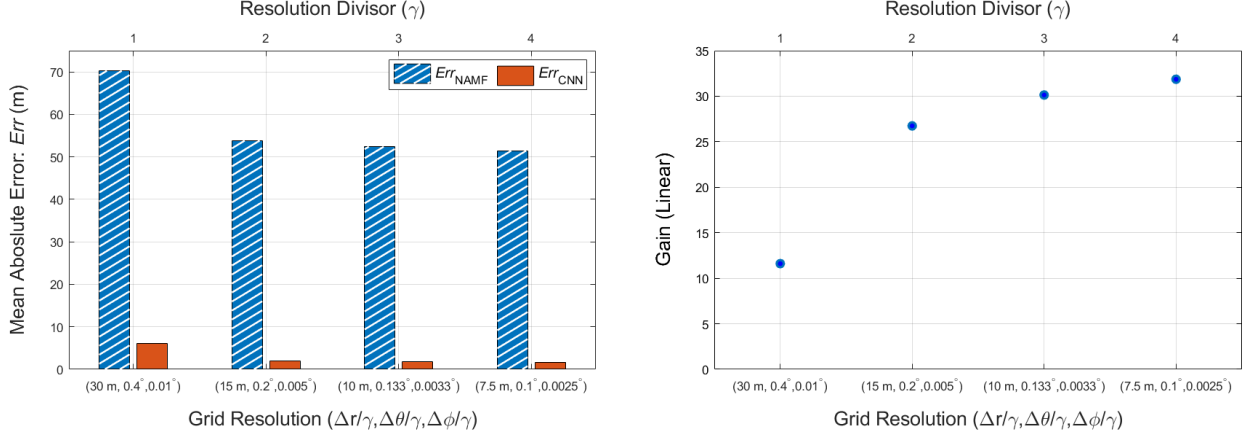 Resolution Divisor (γ)
1 2 3 4
Mean Aboslute Error: Err (m)
70
60
50
40
30
20
10
0
Err_NAMF Err_CNN
(30 m, 0.4°,0.01°) (15 m, 0.2°,0.005°) (10 m, 0.133°,0.0033°) (7.5 m, 0.1°,0.0025°)
Grid Resolution (Δr/γ,Δθ/γ,Δϕ/γ)
Resolution Divisor (γ)
1 2 3 4
Gain (Linear)
35
30
25
20
15
10
5
0
(30 m, 0.4°,0.01°) (15 m, 0.2°,0.005°) (10 m, 0.133°,0.0033°) (7.5 m, 0.1°,0.0025°)
Grid Resolution (Δr/γ,Δθ/γ,Δϕ/γ)